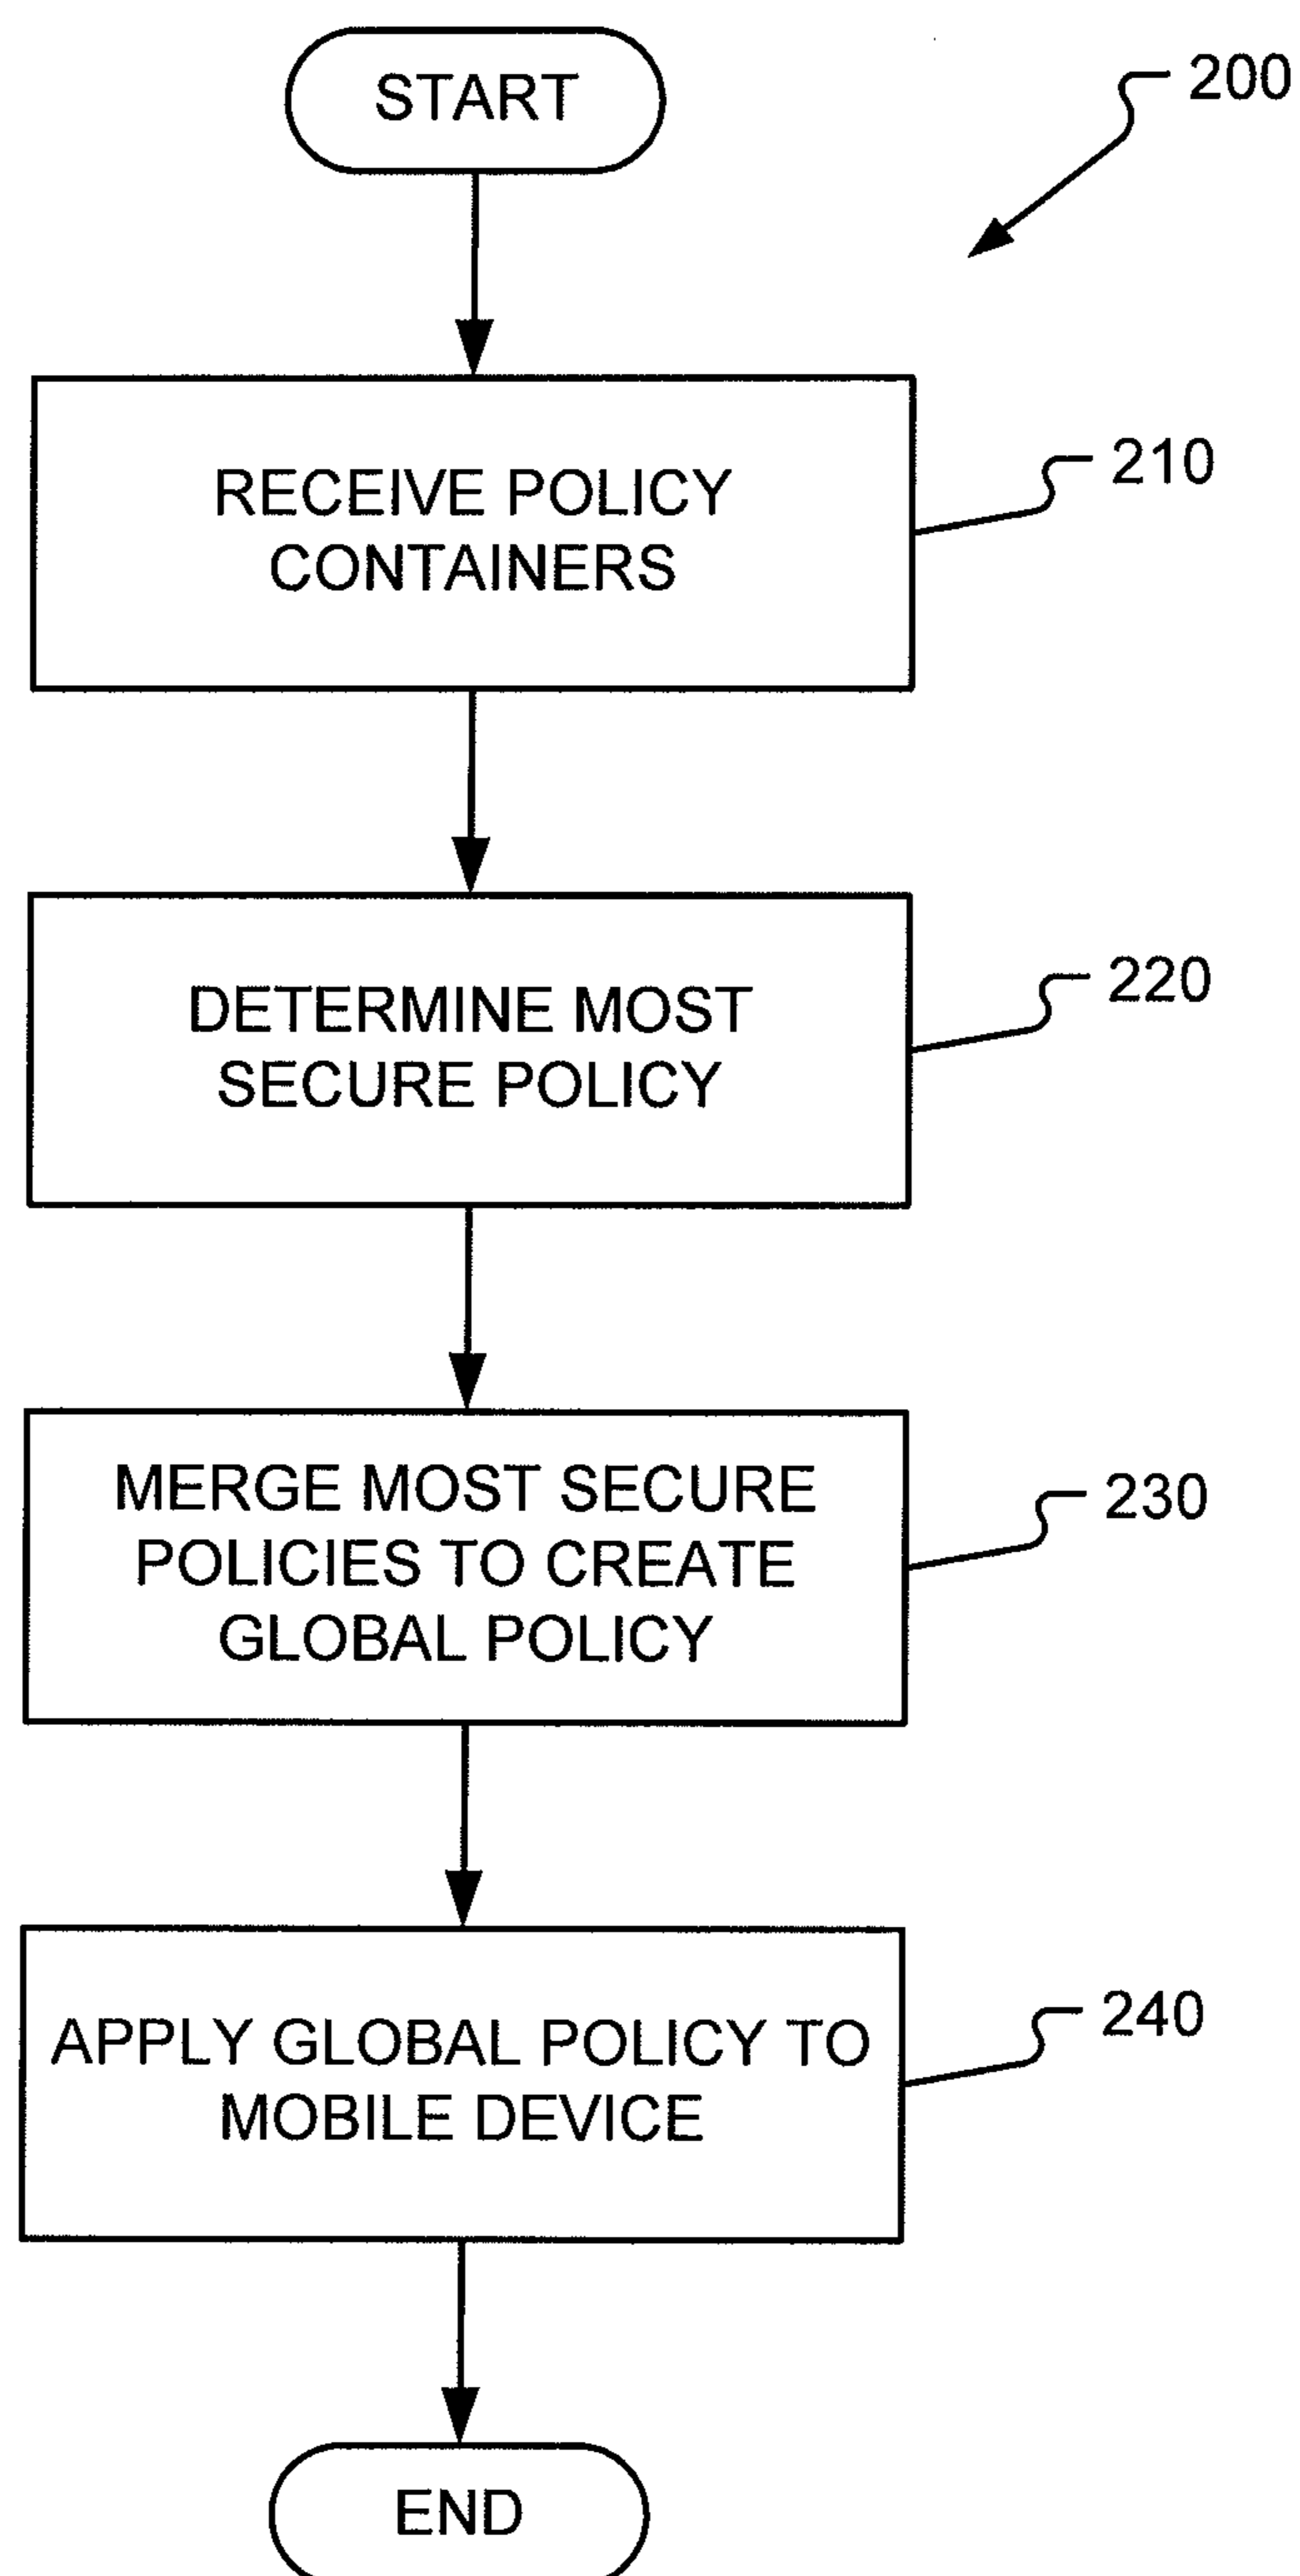 START
200
RECEIVE POLICY
CONTAINERS
210
DETERMINE MOST
SECURE POLICY
220
MERGE MOST SECURE
POLICIES TO CREATE
GLOBAL POLICY
230
APPLY GLOBAL POLICY TO
MOBILE DEVICE
240
END